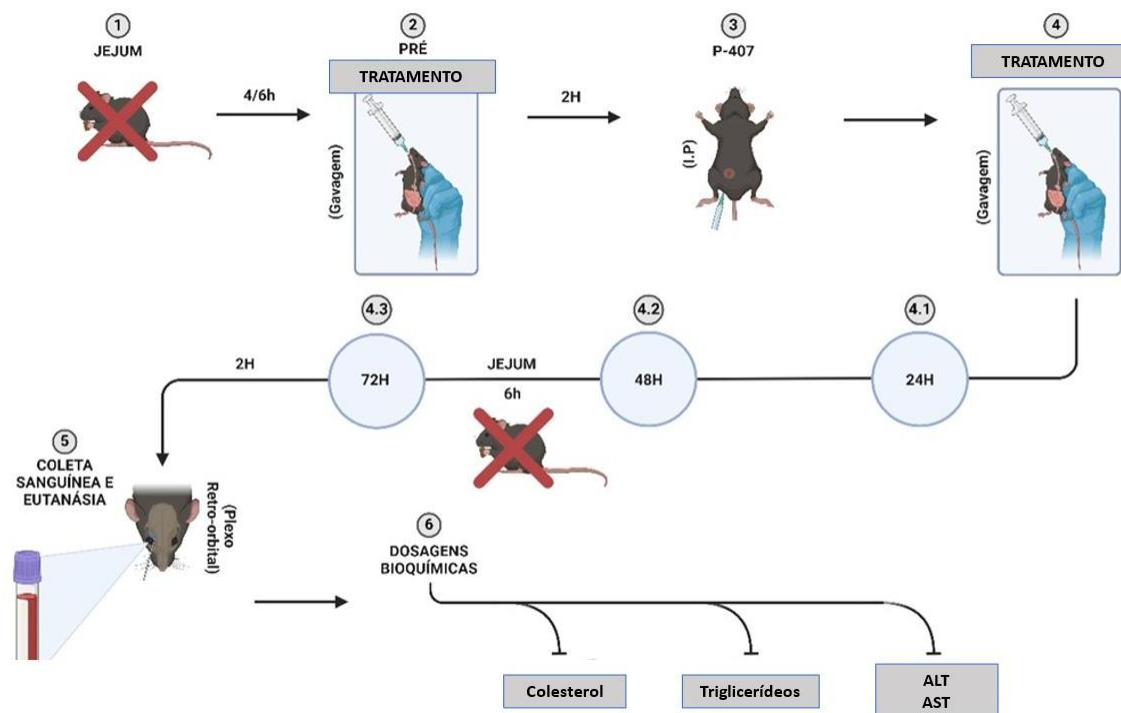 1
JEJUM
4/6h
2
PRÉ
TRATAMENTO
(Gavagem)
2H
3
P-407
(I.P)
4
TRATAMENTO
(Gavagem)
4.1
24H
4.2
48H
JEJUM
6h
4.3
72H
2H
5
COLETA
SANGUÍNEA E
EUTANÁSIA
(Plexo
Retro-orbital)
6
DOSAGENS
BIOQUÍMICAS
Colesterol
Triglicerídeos
ALT
AST